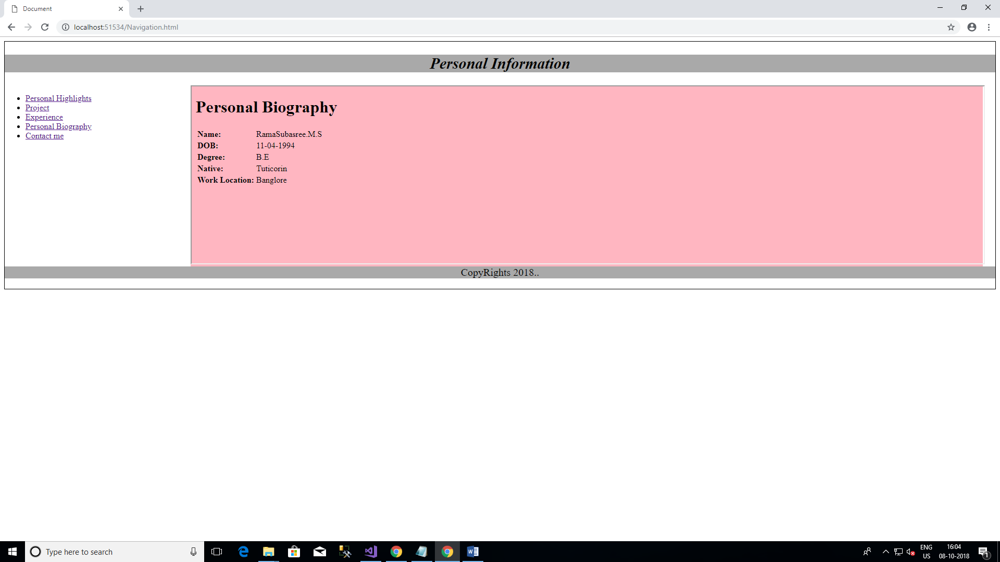 Document
localhost:51534/Navigation.html
Personal Information
Personal Highlights
Project
Experience
Personal Biography
Contact me
Personal Biography
Name: RamaSubasree.M.S
DOB: 11-04-1994
Degree: B.E
Native: Tuticorin
Work Location: Banglore
CopyRights 2018..
Type here to search
ENG
US
16:04
08-10-2018
1